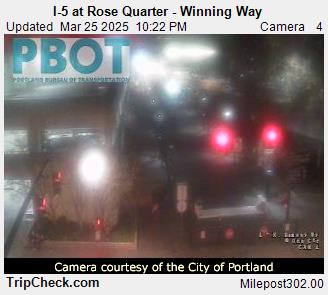 I-5 at Rose Quarter - Winning Way
Updated Mar 25 2025 10:22 PM Camera 4
PBOT
PORTLAND BUREAU OF TRANSPORTATION
Camera courtesy of the City of Portland
TripCheck.com Milepost302.00